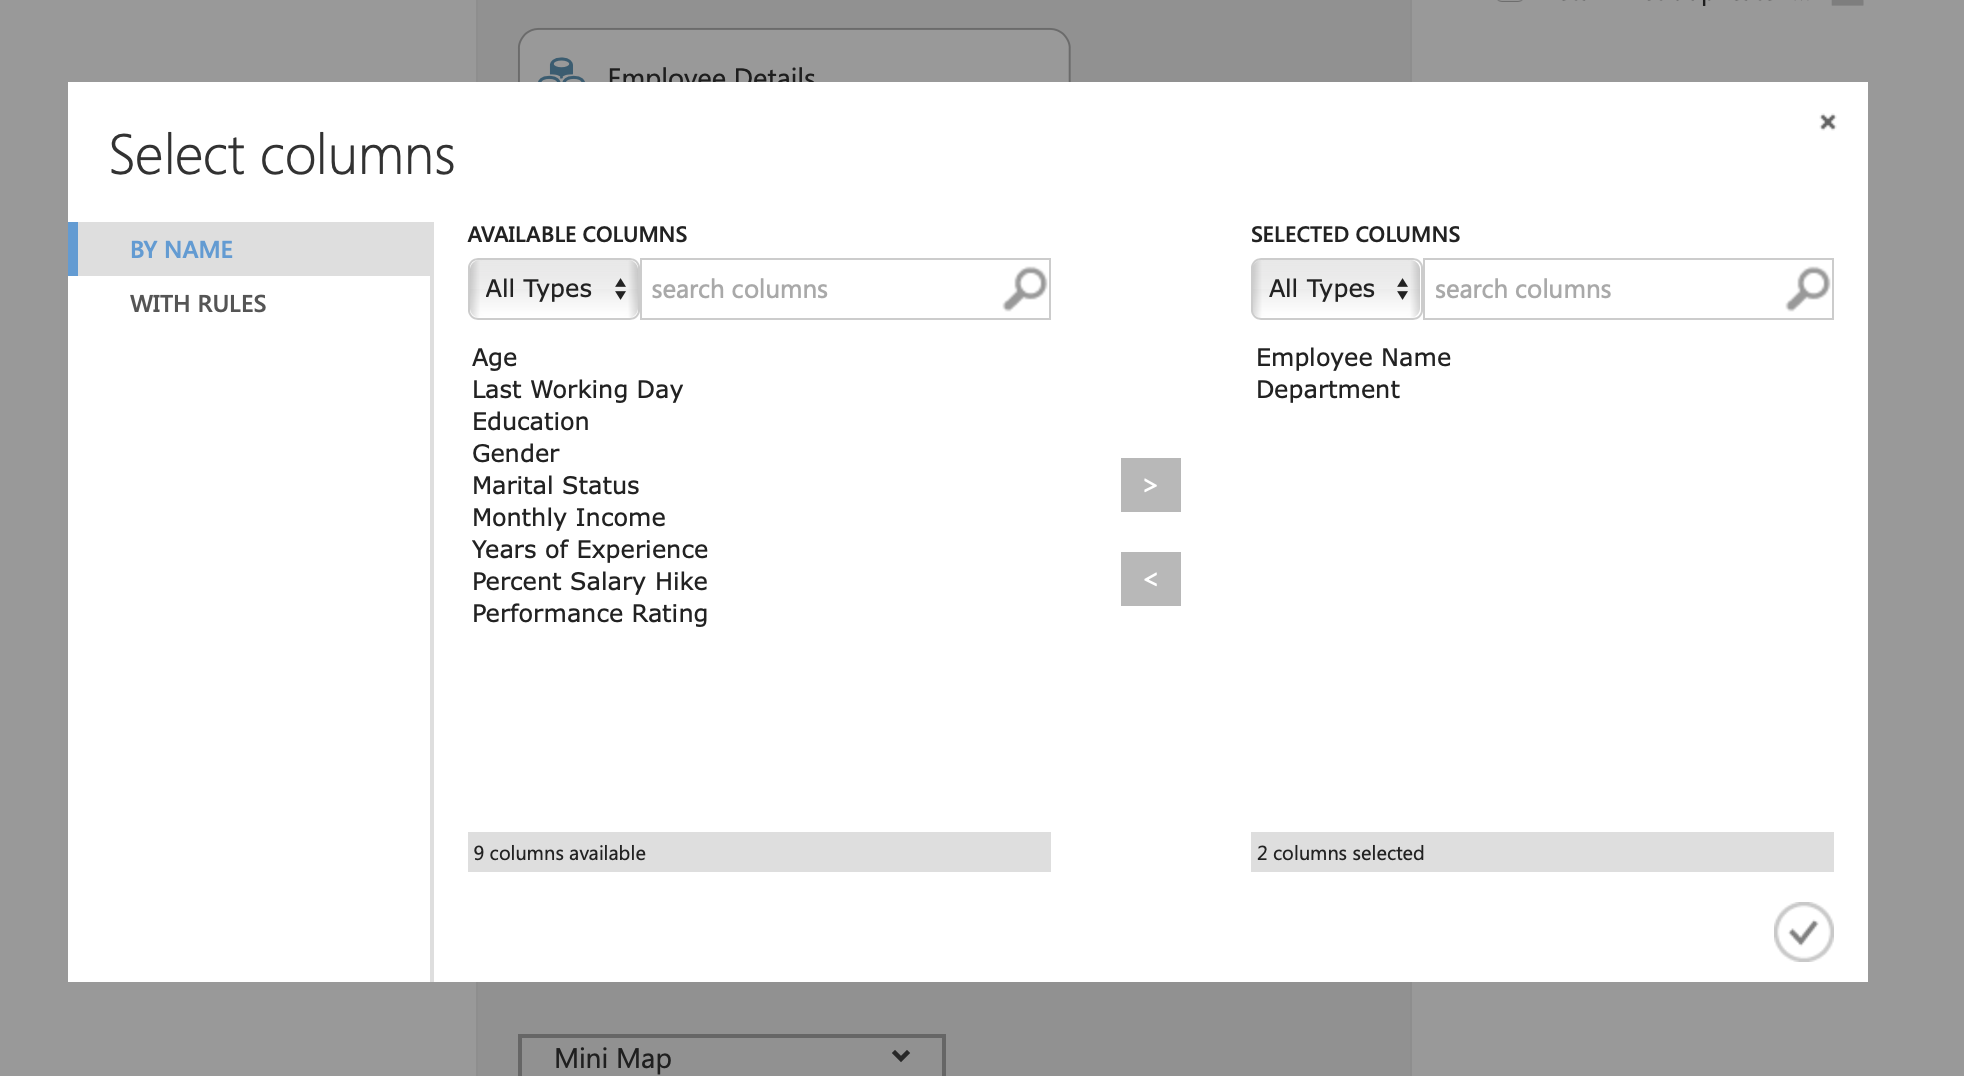 Employee Details
Select columns
BY NAME
WITH RULES
AVAILABLE COLUMNS
All Types
search columns
Age
Last Working Day
Education
Gender
Marital Status
Monthly Income
Years of Experience
Percent Salary Hike
Performance Rating
9 columns available
>
<
SELECTED COLUMNS
All Types
search columns
Employee Name
Department
2 columns selected
Mini Map